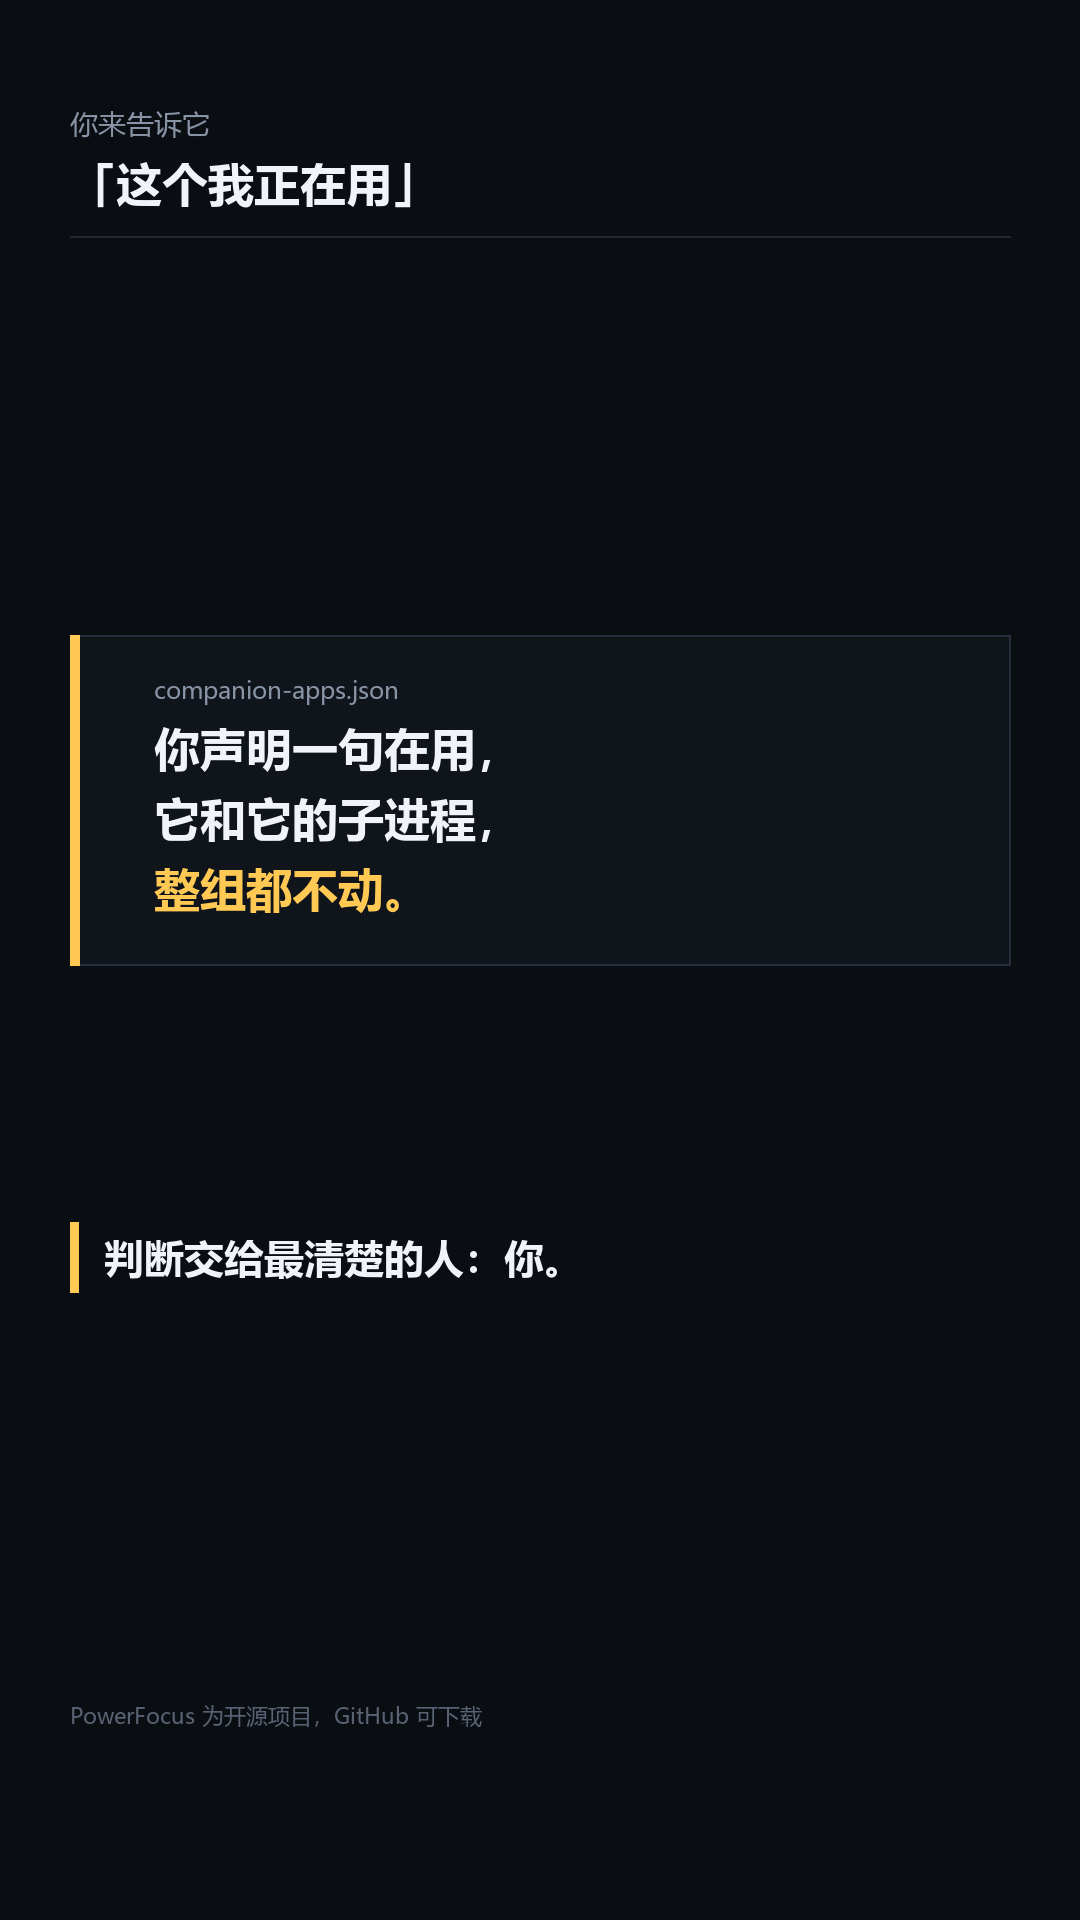 你来告诉它
「这个我正在用」
companion-apps.json
你声明一句在用，
它和它的子进程，
整组都不动。
判断交给最清楚的人：你。
PowerFocus 为开源项目，GitHub 可下载